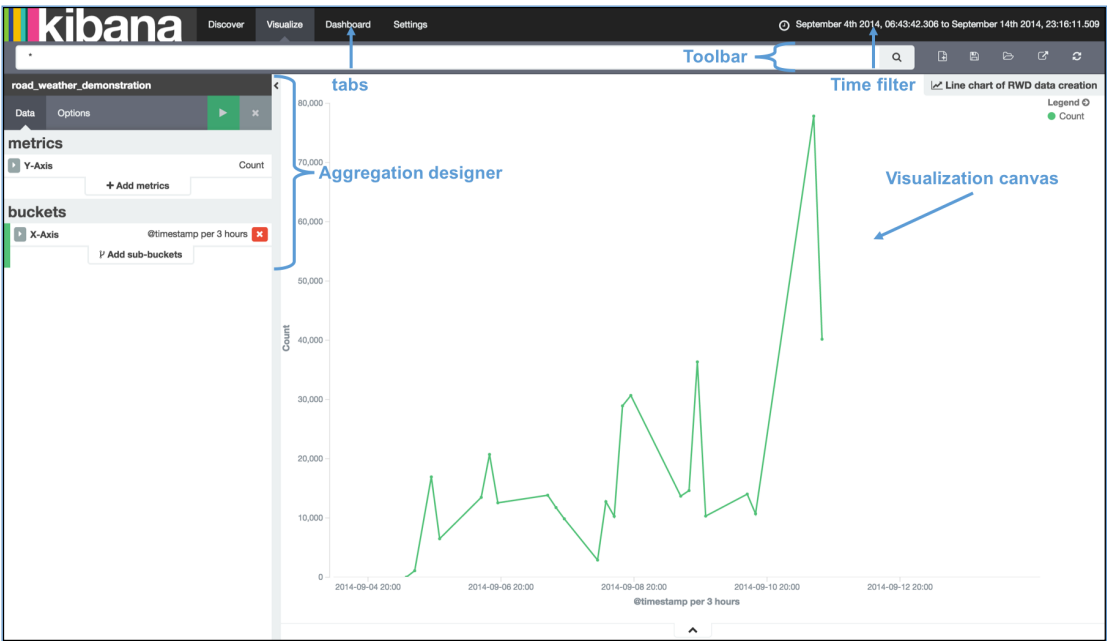 kibana
Discover Visualize Dashboard Settings
September 4th 2014, 06:43:42.306 to September 14th 2014, 23:16:11.509
*
Toolbar
road_weather_demonstration
tabs
Time filter
Line chart of RWD data creation
Data Options
Legend
Count
metrics
Y-Axis Count
+ Add metrics
Aggregation designer
Visualization canvas
buckets
X-Axis @timestamp per 3 hours
Add sub-buckets
80,000
70,000
60,000
50,000
40,000
30,000
20,000
10,000
0
Count
2014-09-04 20:00 2014-09-06 20:00 2014-09-08 20:00 2014-09-10 20:00 2014-09-12 20:00
@timestamp per 3 hours